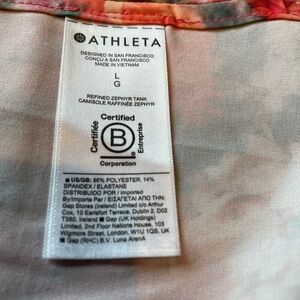 ATHLETA
DESIGNED IN SAN FRANCISCO
CONÇU À SAN FRANCISCO
MADE IN VIETNAM
L
G
REFINED ZEPHYR TANK
CAMISOLE RAFFINÉE ZEPHYR
Certified
Certifiée
B
Entreprise
Corporation
US/GB: 86% POLYESTER, 14%
SPANDEX / ELASTANE
DISTRIBUIDO POR / Imported
By/Importé Par / ΕΙΣΑΓΕΤΑΙ ΑΠΟ ΤΗΝ
Gap Stores (Ireland) Limited c/o Arthur
Cox, 10 Earlsfort Terrace, Dublin 2, D02
T380, Ireland Gap (UK Holdings)
Limited, 2nd Floor Nations House, 103
Wigmore Street, London, W1U 1QS, UK
Gap (RHC) B.V. Luna ArenA